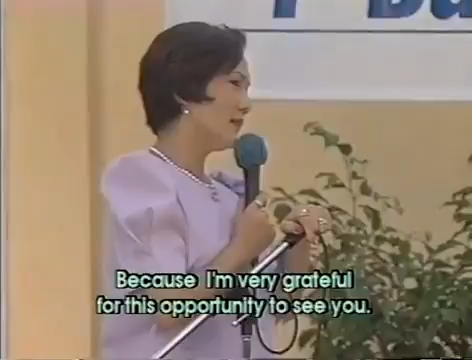 Because I'm very grateful
for this opportunity to see you.